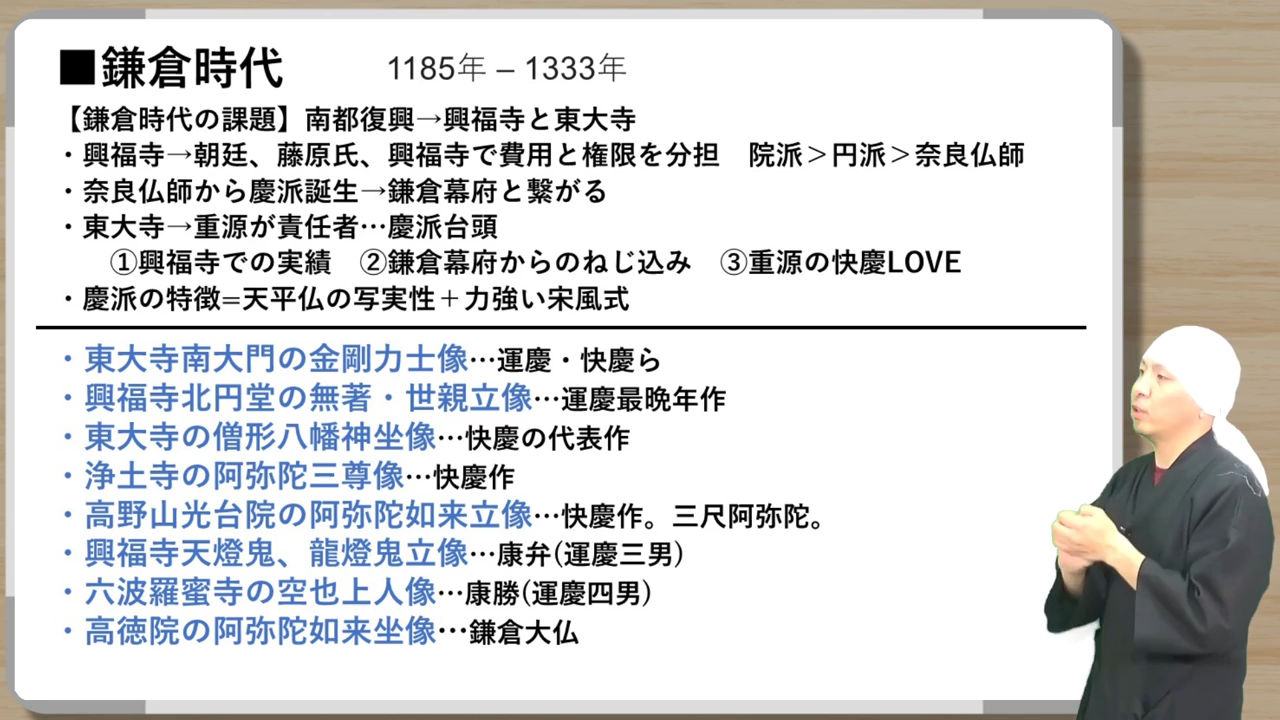 ■鎌倉時代 1185年 – 1333年
【鎌倉時代の課題】南都復興→興福寺と東大寺
・興福寺→朝廷、藤原氏、興福寺で費用と権限を分担 院派＞円派＞奈良仏師
・奈良仏師から慶派誕生→鎌倉幕府と繋がる
・東大寺→重源が責任者…慶派台頭
①興福寺での実績 ②鎌倉幕府からのねじ込み ③重源の快慶LOVE
・慶派の特徴=天平仏の写実性＋力強い宋風式
・東大寺南大門の金剛力士像…運慶・快慶ら
・興福寺北円堂の無著・世親立像…運慶最晩年作
・東大寺の僧形八幡神坐像…快慶の代表作
・浄土寺の阿弥陀三尊像…快慶作
・高野山光台院の阿弥陀如来立像…快慶作。三尺阿弥陀。
・興福寺天燈鬼、龍燈鬼立像…康弁(運慶三男)
・六波羅蜜寺の空也上人像…康勝(運慶四男)
・高徳院の阿弥陀如来坐像…鎌倉大仏